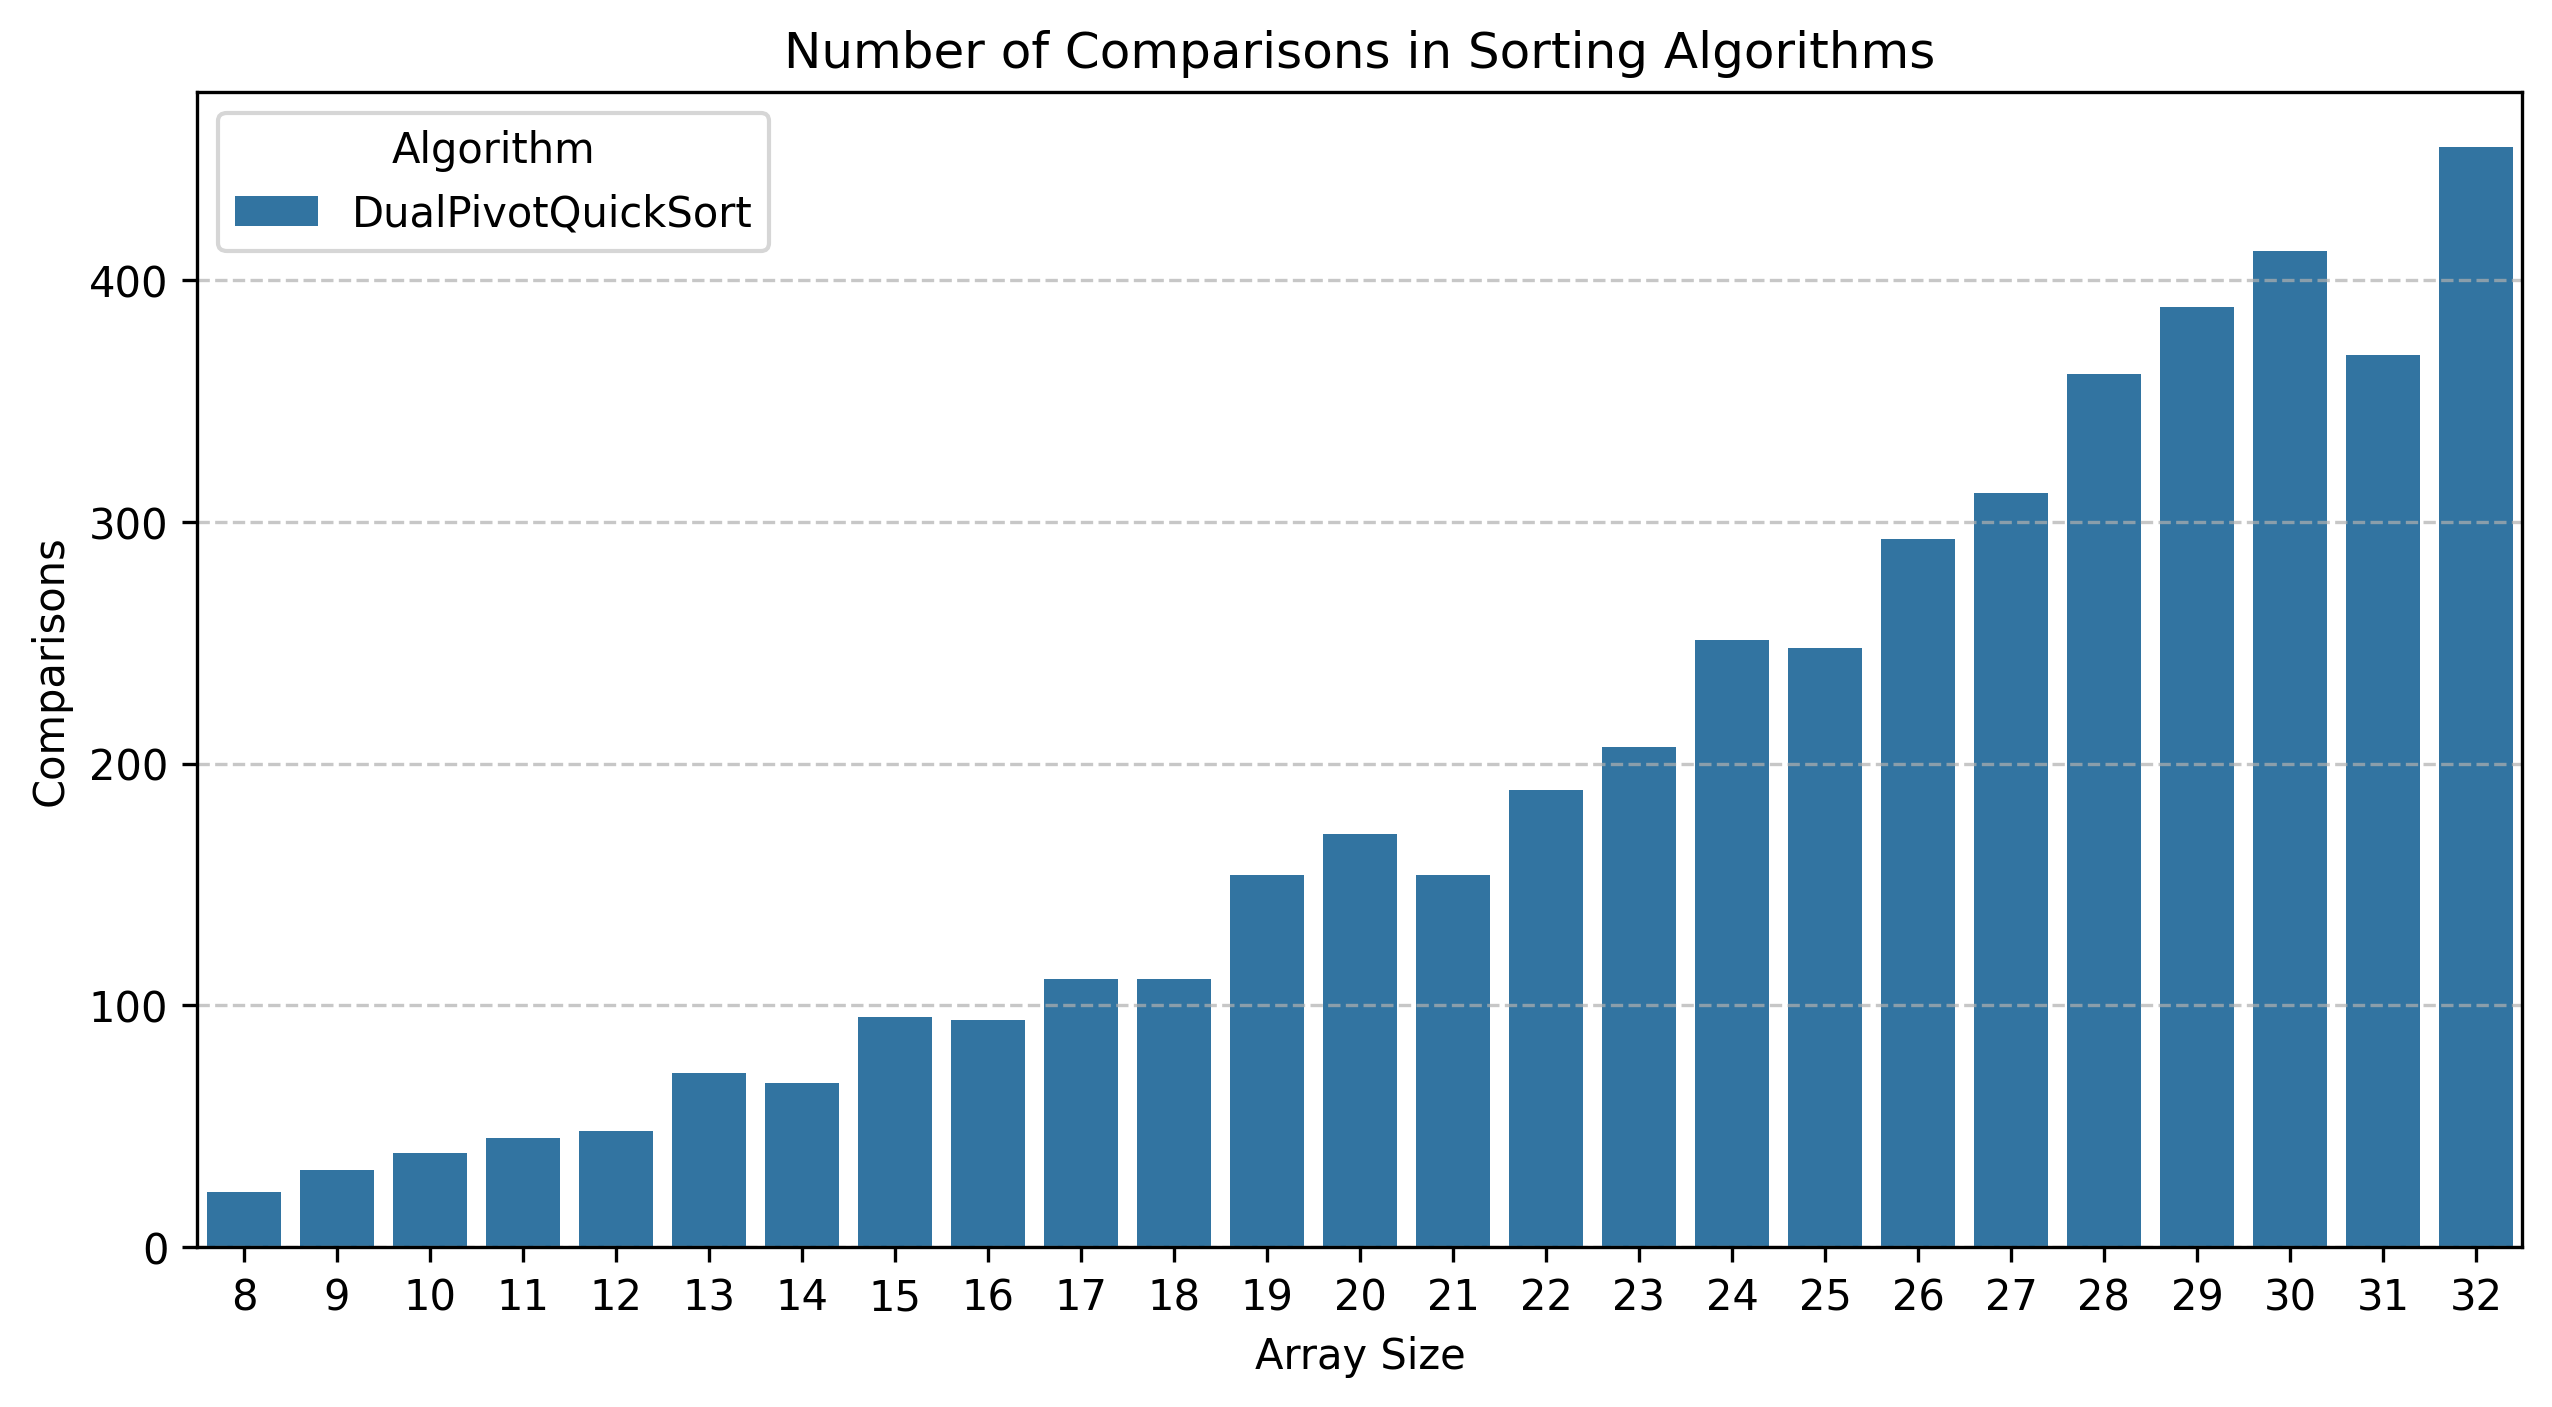 Number of Comparisons in Sorting Algorithms
Algorithm
DualPivotQuickSort
Comparisons
400
300
200
100
0
8 9 10 11 12 13 14 15 16 17 18 19 20 21 22 23 24 25 26 27 28 29 30 31 32
Array Size